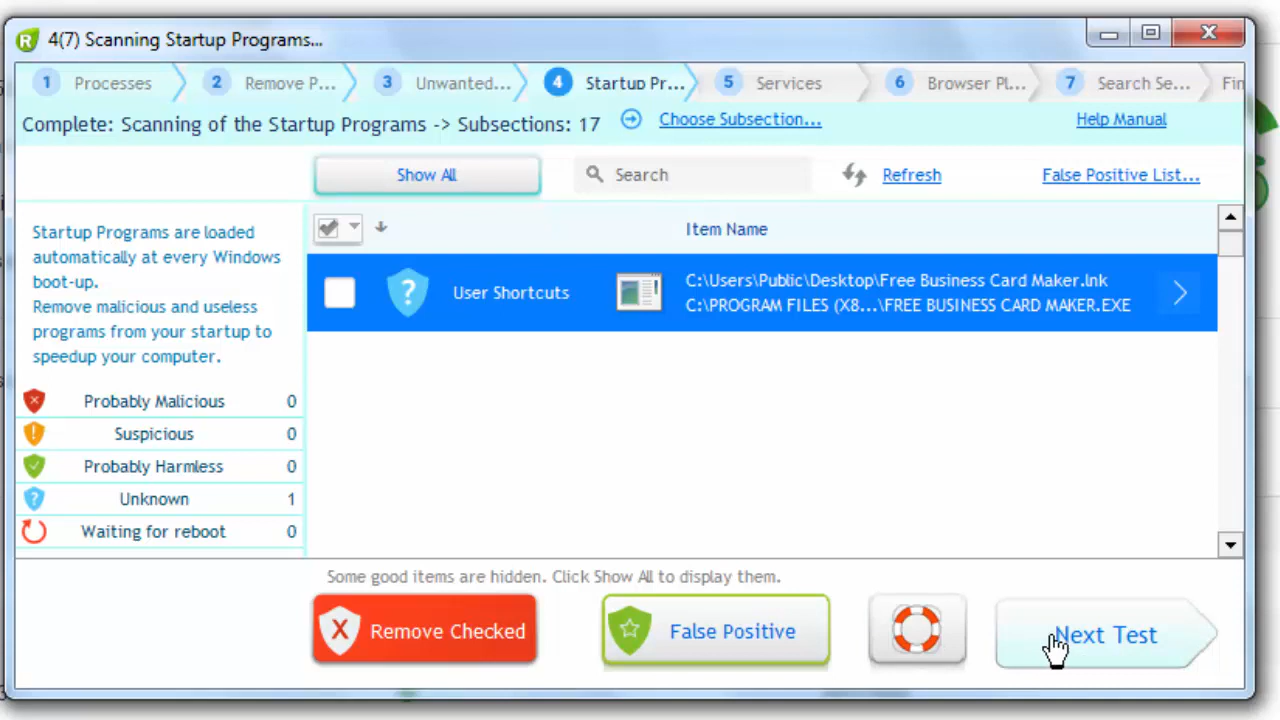 4(7) Scanning Startup Programs...
1 Processes 2 Remove P... 3 Unwanted... 4 Startup Pr... 5 Services 6 Browser Pl... 7 Search Se... Fin
Complete: Scanning of the Startup Programs -> Subsections: 17 Choose Subsection... Help Manual
Show All Search Refresh False Positive List...
Item Name
Startup Programs are loaded
automatically at every Windows
boot-up.
Remove malicious and useless
programs from your startup to
speedup your computer.
User Shortcuts
C:\Users\Public\Desktop\Free Business Card Maker.lnk
C:\PROGRAM FILES (X8...\FREE BUSINESS CARD MAKER.EXE
Probably Malicious 0
Suspicious 0
Probably Harmless 0
Unknown 1
Waiting for reboot 0
Some good items are hidden. Click Show All to display them.
Remove Checked False Positive Next Test